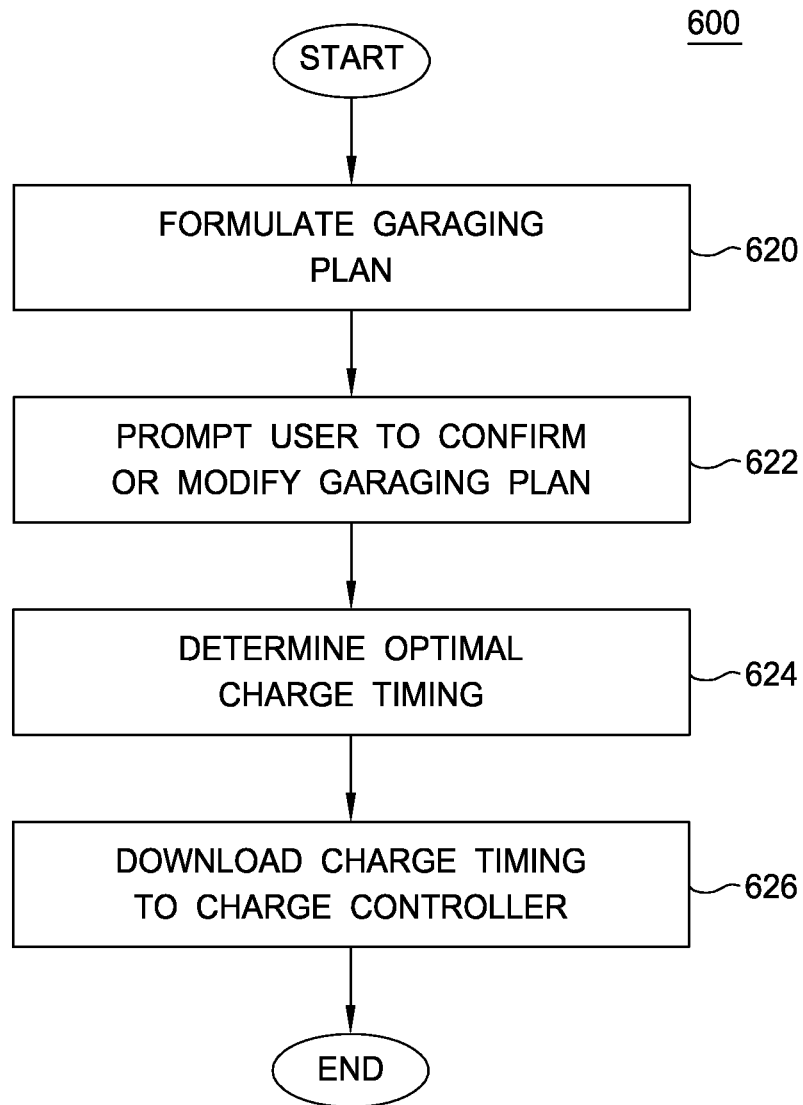 600
START
FORMULATE GARAGING
PLAN
620
PROMPT USER TO CONFIRM
OR MODIFY GARAGING PLAN
622
DETERMINE OPTIMAL
CHARGE TIMING
624
DOWNLOAD CHARGE TIMING
TO CHARGE CONTROLLER
626
END